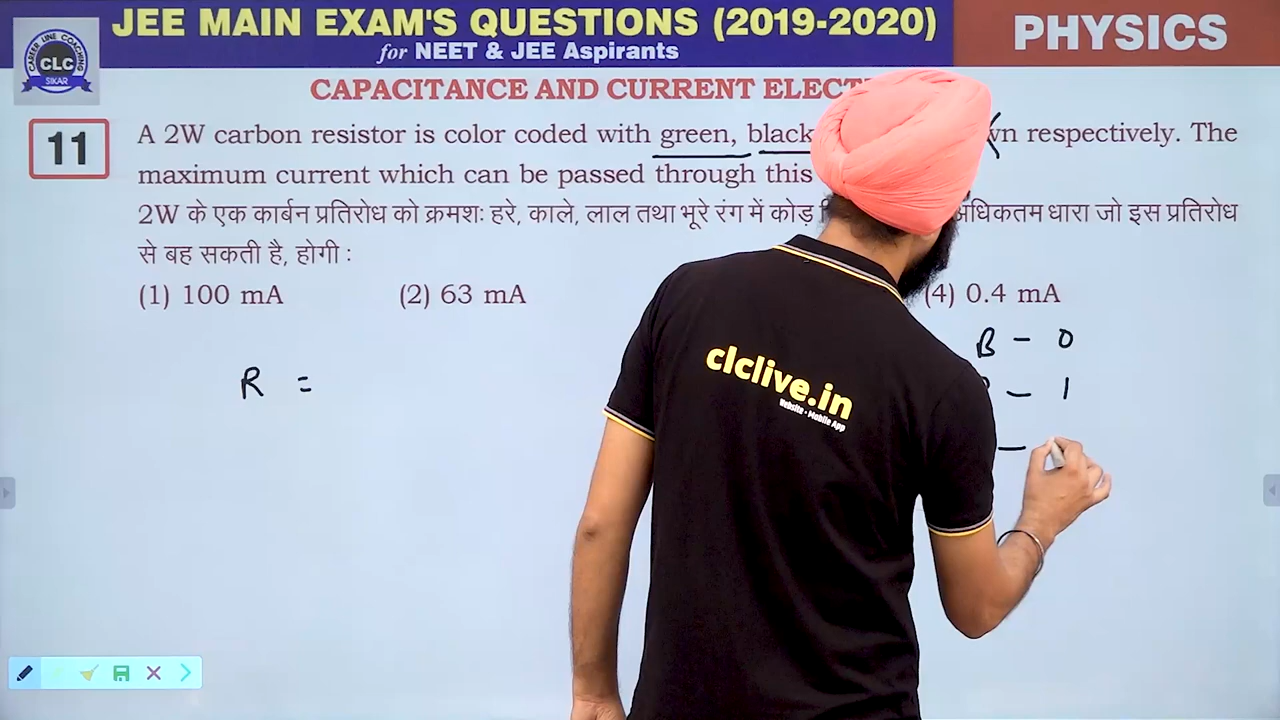 JEE MAIN EXAM'S QUESTIONS (2019-2020)
for NEET & JEE Aspirants
PHYSICS
CAREER LINE COACHING
CLC
SIKAR
CAPACITANCE AND CURRENT ELECT
11
A 2W carbon resistor is color coded with green, black
respectively. The
maximum current which can be passed through this
2W के एक कार्बन प्रतिरोध को क्रमशः हरे, काले, लाल तथा भूरे रंग में कोड़
अधिकतम धारा जो इस प्रतिरोध
से बह सकती है, होगी :
(1) 100 mA (2) 63 mA (4) 0.4 mA
B - 0
R =
- 1
-
clclive.in
Website • Mobile App